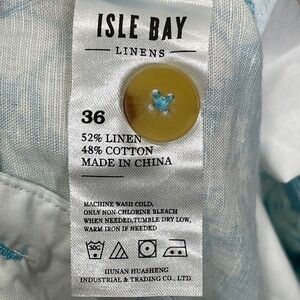 ISLE BAY
LINENS
36
52% LINEN
48% COTTON
MADE IN CHINA
MACHINE WASH COLD,
ONLY NON-CHLORINE BLEACH
WHEN NEEDED,TUMBLE DRY LOW,
WARM IRON IF NEEDED
30C
HUNAN HUASHENG
INDUSTRIAL & TRADING CO., LTD.